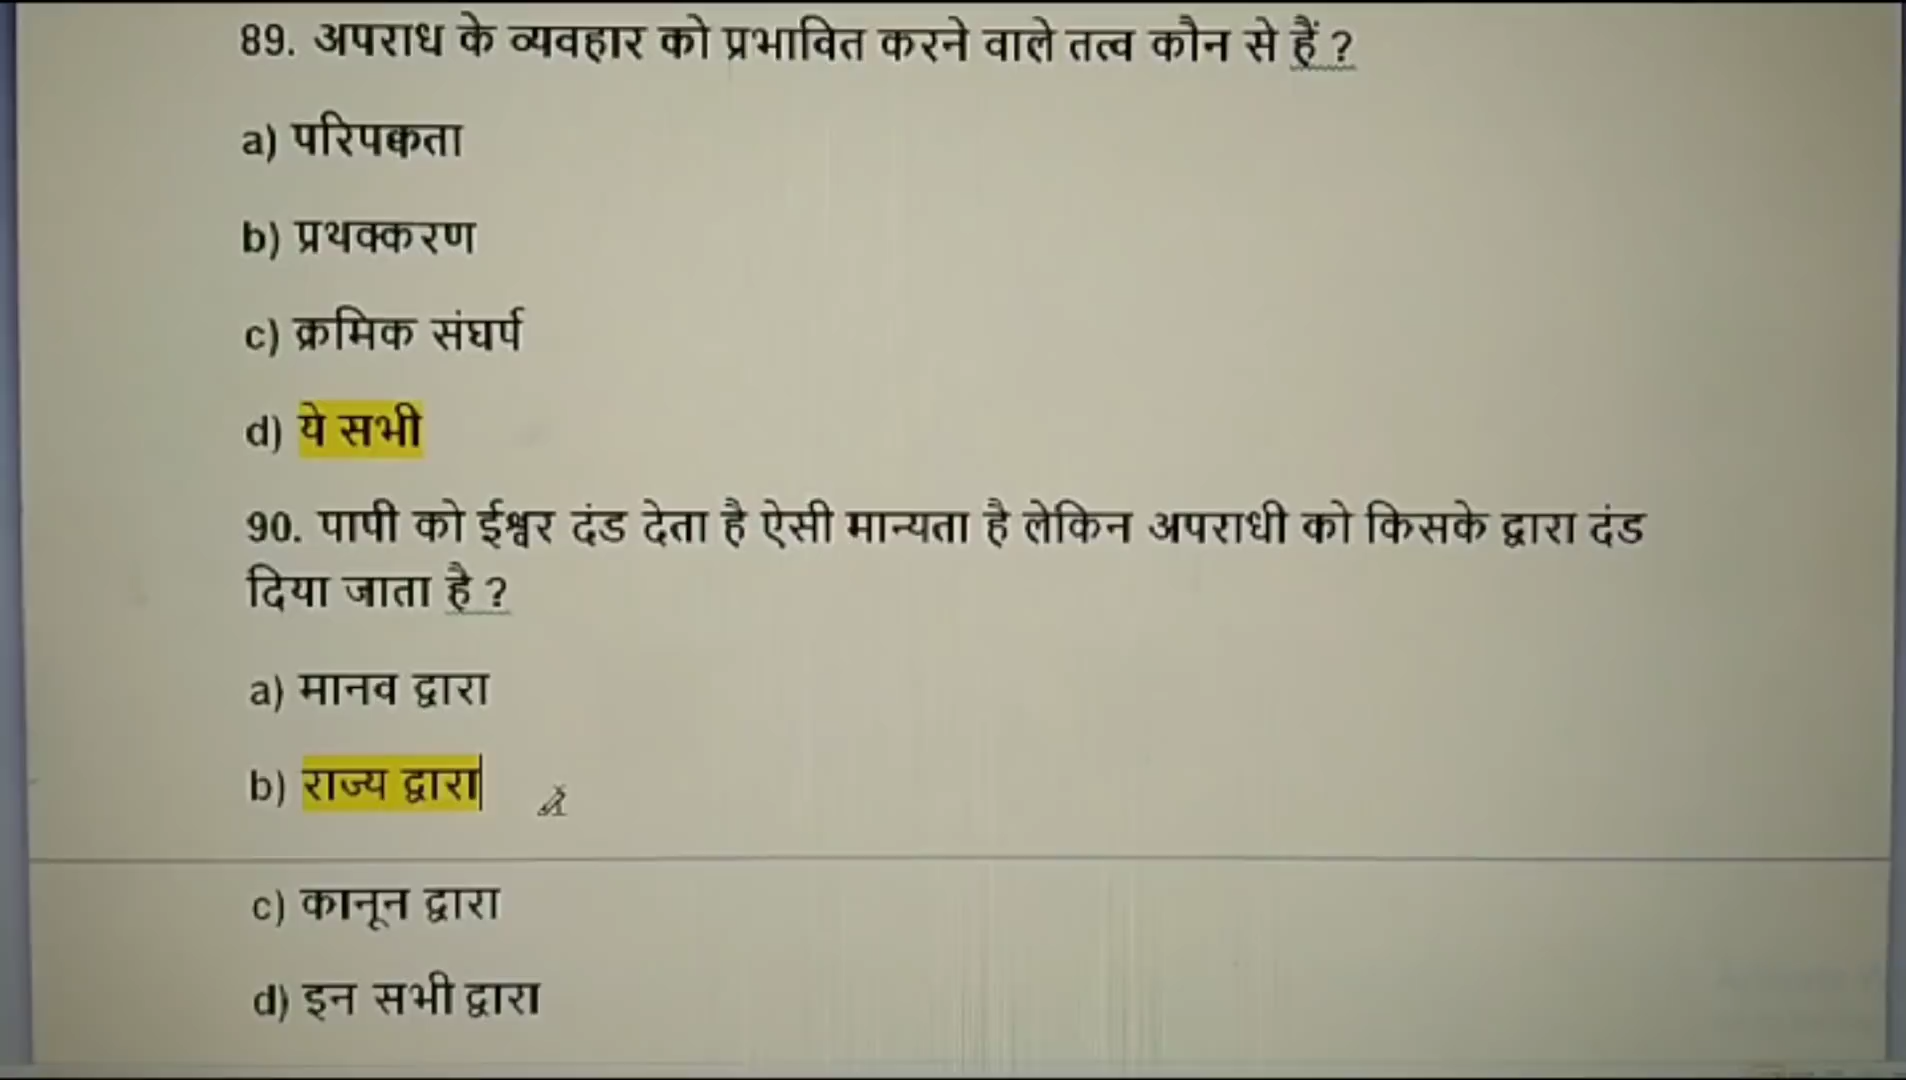 89. अपराध के व्यवहार को प्रभावित करने वाले तत्व कौन से हैं ?
a) परिपक्वता
b) प्रथक्करण
c) क्रमिक संघर्ष
d) ये सभी
90. पापी को ईश्वर दंड देता है ऐसी मान्यता है लेकिन अपराधी को किसके द्वारा दंड
दिया जाता है ?
a) मानव द्वारा
b) राज्य द्वारा
c) कानून द्वारा
d) इन सभी द्वारा